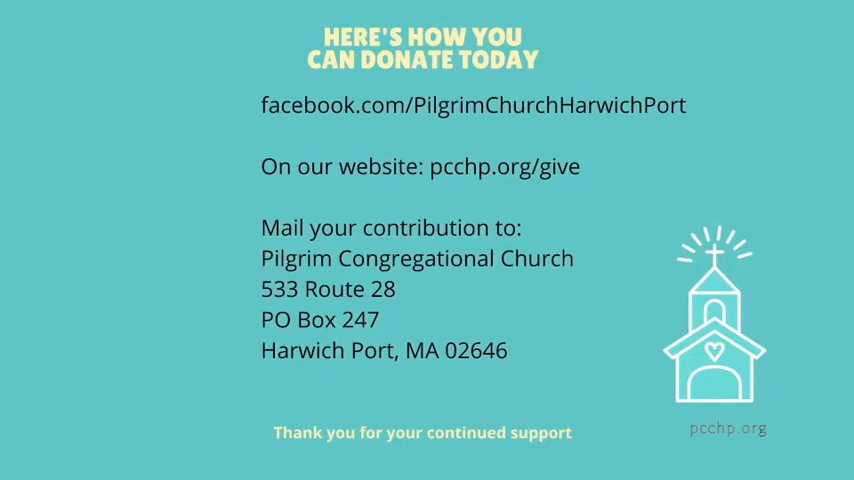 HERE'S HOW YOU
CAN DONATE TODAY
facebook.com/PilgrimChurchHarwichPort
On our website: pcchp.org/give
Mail your contribution to:
Pilgrim Congregational Church
533 Route 28
PO Box 247
Harwich Port, MA 02646
pcchp.org
Thank you for your continued support